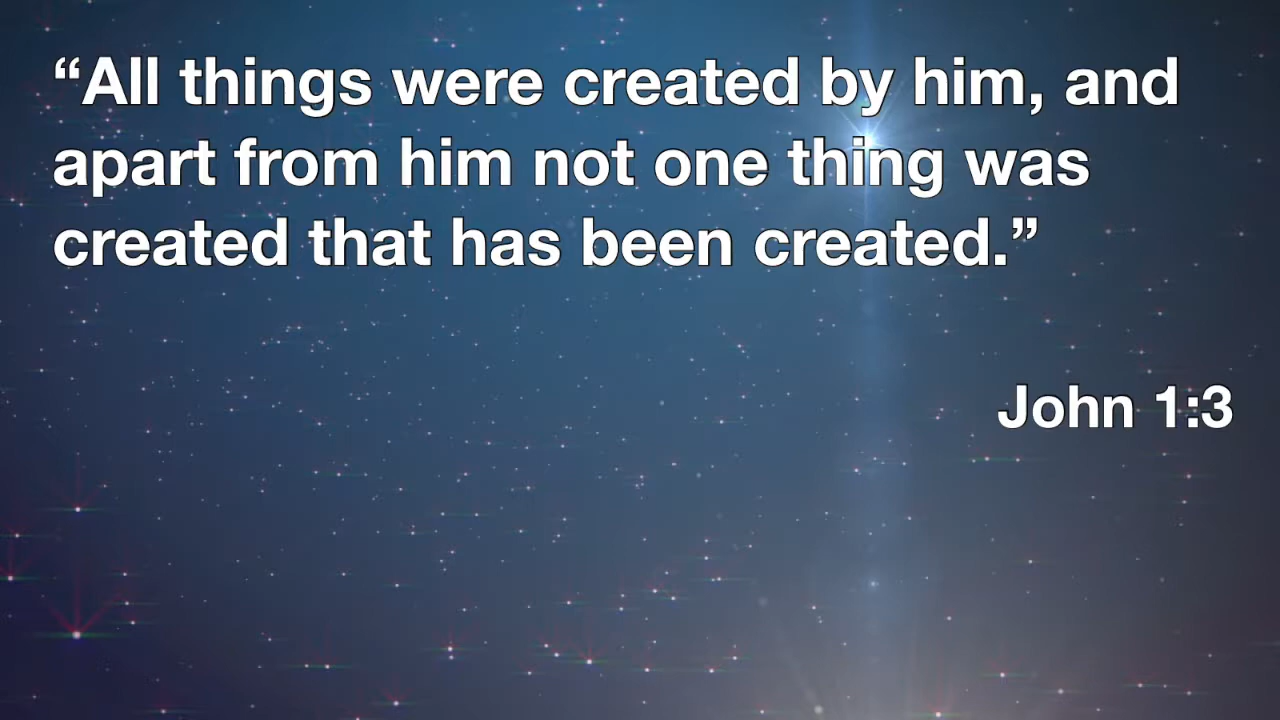 “All things were created by him, and
apart from him not one thing was
created that has been created.”
John 1:3